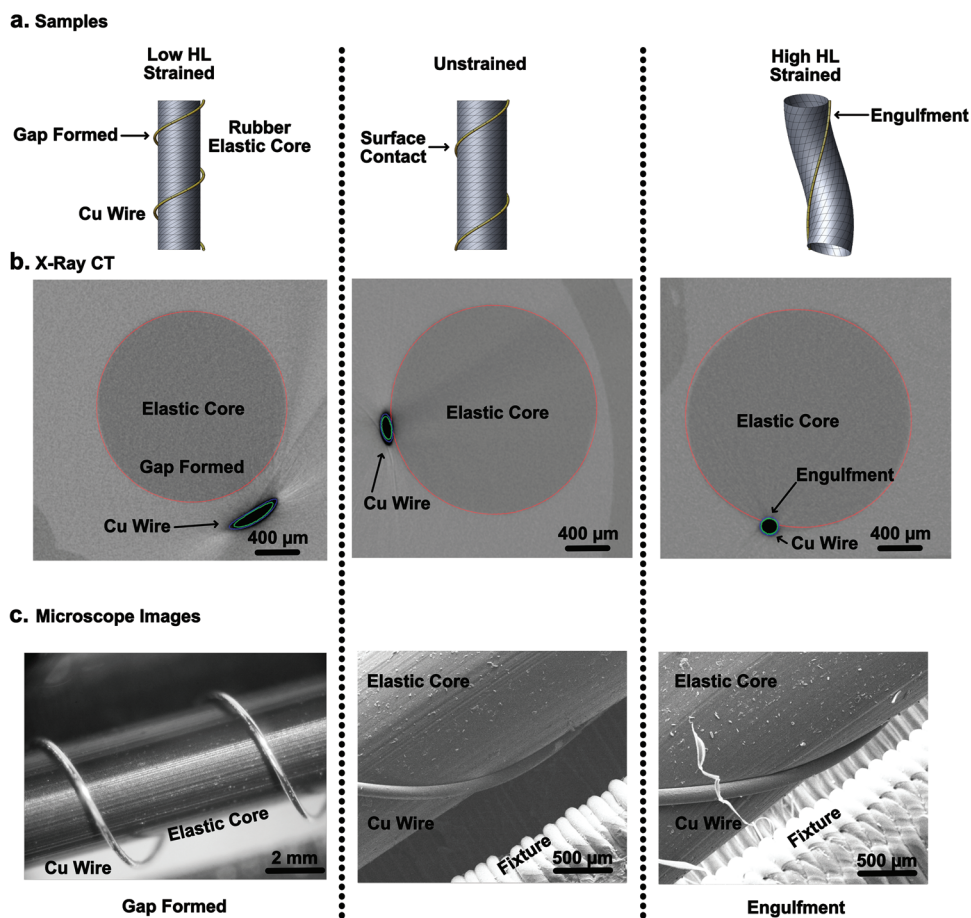 a. Samples
Low HL
Strained
Unstrained
High HL
Strained
Gap Formed
Rubber
Elastic Core
Cu Wire
Surface
Contact
Engulfment
b. X-Ray CT
Elastic Core
Gap Formed
Cu Wire
400 µm
Elastic Core
Cu Wire
400 µm
Elastic Core
Engulfment
Cu Wire
400 µm
c. Microscope Images
Elastic Core
Cu Wire
2 mm
Elastic Core
Cu Wire
Fixture
500 µm
Elastic Core
Cu Wire
Fixture
500 µm
Gap Formed
Engulfment